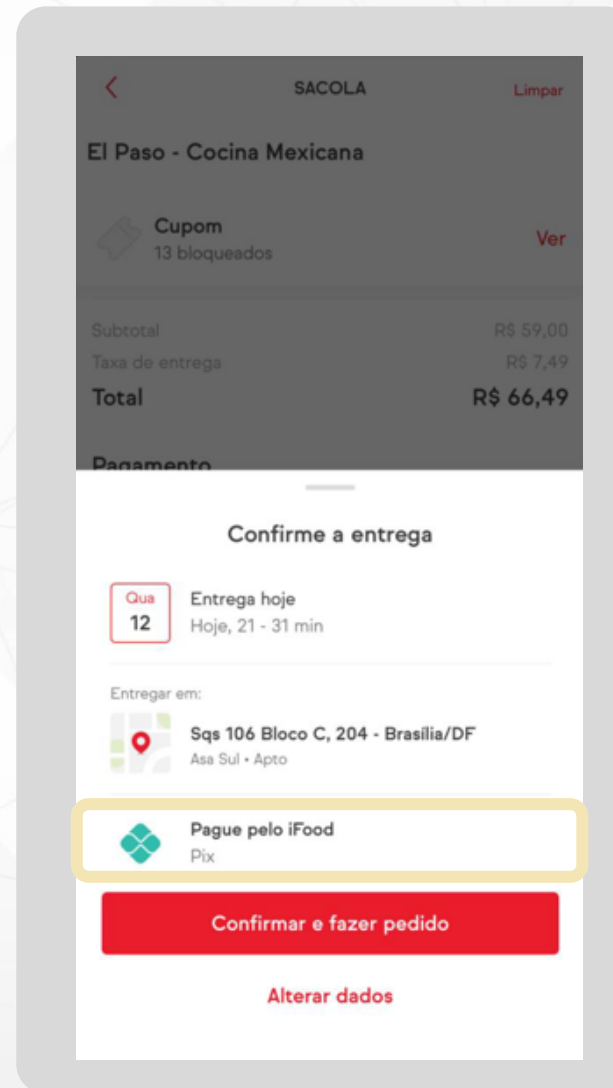 SACOLA
Limpar
El Paso - Cocina Mexicana
Cupom
13 bloqueados
Ver
Subtotal
R$ 59,00
Taxa de entrega
R$ 7,49
Total
R$ 66,49
Pagamento
Confirme a entrega
Qua
12
Entrega hoje
Hoje, 21 - 31 min
Entregar em:
Sqs 106 Bloco C, 204 - Brasília/DF
Asa Sul • Apto
Pague pelo iFood
Pix
Confirmar e fazer pedido
Alterar dados